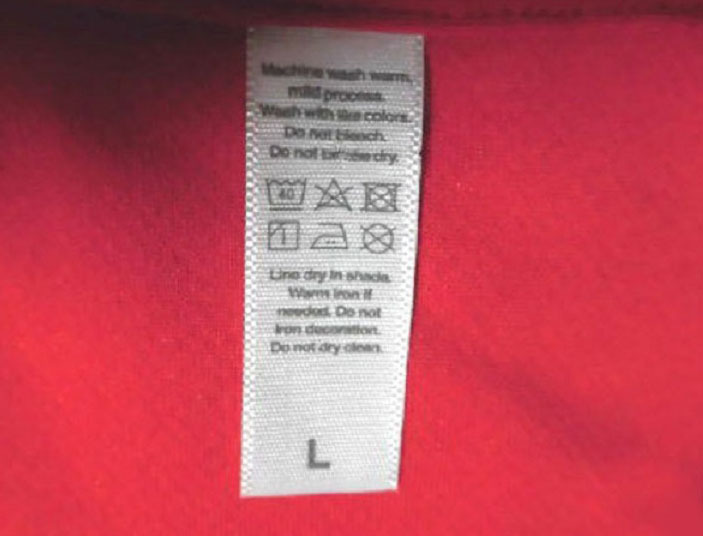 Machine wash warm,
mild process.
Wash with like colors.
Do not bleach.
Do not tumble dry.
40
Line dry in shade.
Warm iron if
needed. Do not
iron decoration.
Do not dry clean.
L